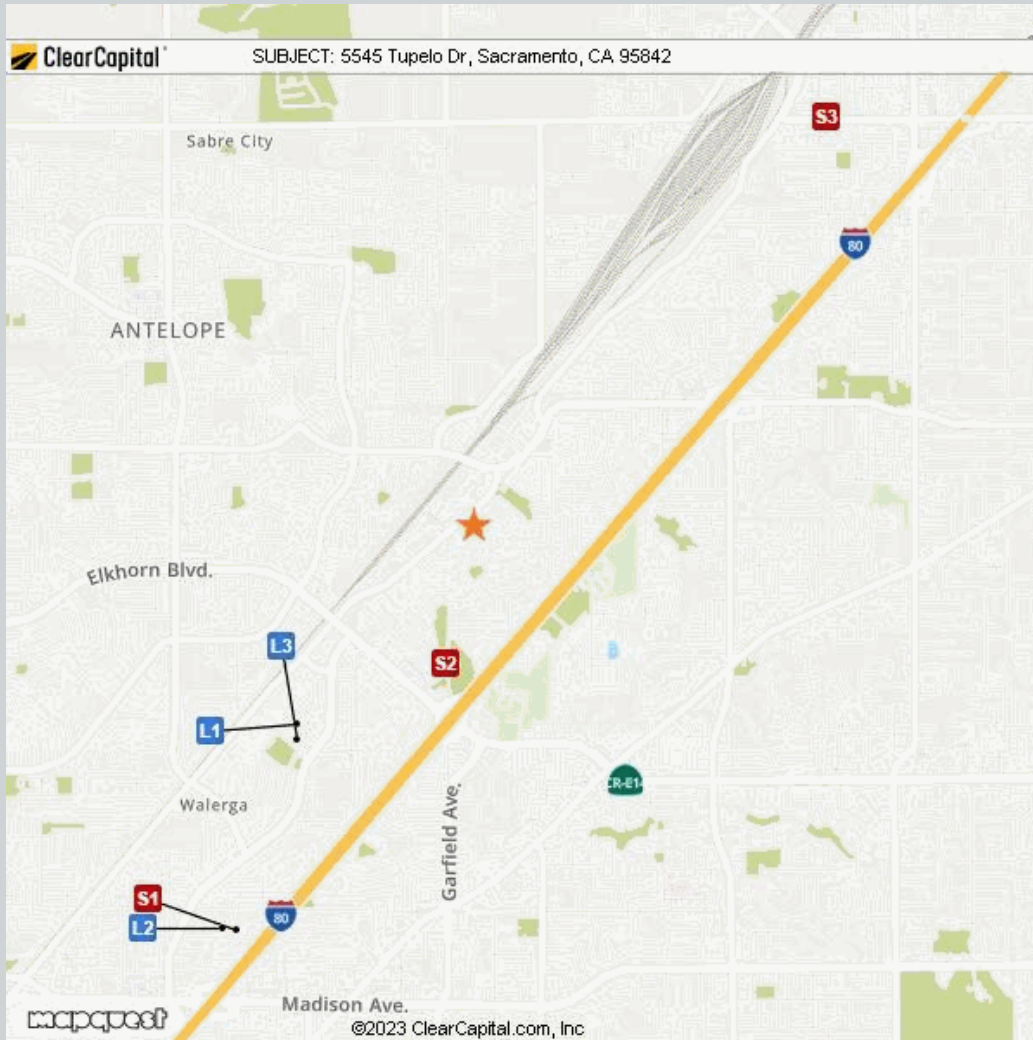 ClearCapital®
SUBJECT: 5545 Tupelo Dr, Sacramento, CA 95842
S3
Sabre City
80
ANTELOPE
Elkhorn Blvd.
L3
S2
L1
CR-E14
Walerga
Garfield Ave.
S1
80
L2
Madison Ave.
mapquest
©2023 ClearCapital.com, Inc